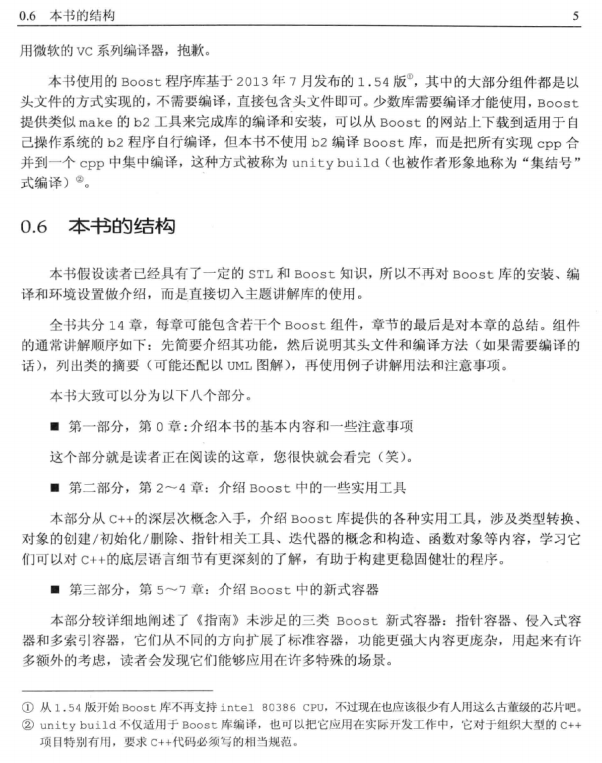 0.6 本书的结构 5
用微软的 VC 系列编译器，抱歉。
本书使用的 Boost 程序库基于 2013 年 7 月发布的 1.54 版①，其中的大部分组件都是以
头文件的方式实现的，不需要编译，直接包含头文件即可。少数库需要编译才能使用，Boost
提供类似 make 的 b2 工具来完成库的编译和安装，可以从 Boost 的网站上下载到适用于自
己操作系统的 b2 程序自行编译，但本书不使用 b2 编译 Boost 库，而是把所有实现 cpp 合
并到一个 cpp 中集中编译，这种方式被称为 unity build（也被作者形象地称为“集结号”
式编译）②。
0.6 本书的结构
本书假设读者已经具有了一定的 STL 和 Boost 知识，所以不再对 Boost 库的安装、编
译和环境设置做介绍，而是直接切入主题讲解库的使用。
全书共分 14 章，每章可能包含若干个 Boost 组件，章节的最后是对本章的总结。组件
的通常讲解顺序如下：先简要介绍其功能，然后说明其头文件和编译方法（如果需要编译的
话），列出类的摘要（可能还配以 UML 图解），再使用例子讲解用法和注意事项。
本书大致可以分为以下八个部分。
■ 第一部分，第 0 章：介绍本书的基本内容和一些注意事项
这个部分就是读者正在阅读的这章，您很快就会看完（笑）。
■ 第二部分，第 2～4 章：介绍 Boost 中的一些实用工具
本部分从 C++的深层次概念入手，介绍 Boost 库提供的各种实用工具，涉及类型转换、
对象的创建/初始化/删除、指针相关工具、迭代器的概念和构造、函数对象等内容，学习它
们可以对 C++的底层语言细节有更深刻的了解，有助于构建更稳固健壮的程序。
■ 第三部分，第 5～7 章：介绍 Boost 中的新式容器
本部分较详细地阐述了《指南》未涉足的三类 Boost 新式容器：指针容器、侵入式容
器和多索引容器，它们从不同的方向扩展了标准容器，功能更强大内容更庞杂，用起来有许
多额外的考虑，读者会发现它们能够应用在许多特殊的场景。
① 从 1.54 版开始 Boost 库不再支持 intel 80386 CPU，不过现在也应该很少有人用这么古董级的芯片吧。
② unity build 不仅适用于 Boost 库编译，也可以把它应用在实际开发工作中，它对于组织大型的 C++
项目特别有用，要求 C++代码必须写的相当规范。